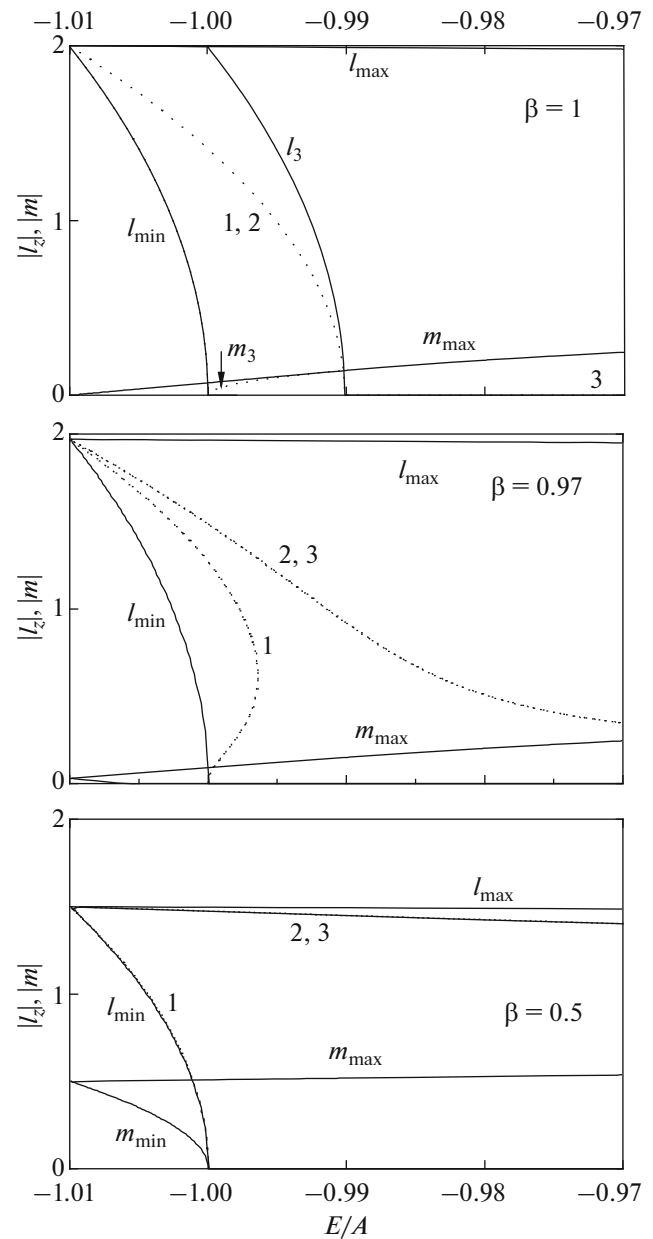 −1.01 −1.00 −0.99 −0.98 −0.97
2
l_max
β = 1
l_3
1, 2
l_min
|l_z|, |m|
1
m_3
m_max
3
0
2
l_max
β = 0.97
2, 3
l_min
|l_z|, |m|
1
1
m_max
0
2
l_max
2, 3
1
l_min
|l_z|, |m|
1
β = 0.5
m_max
m_min
0
−1.01 −1.00 −0.99 −0.98 −0.97
E/A